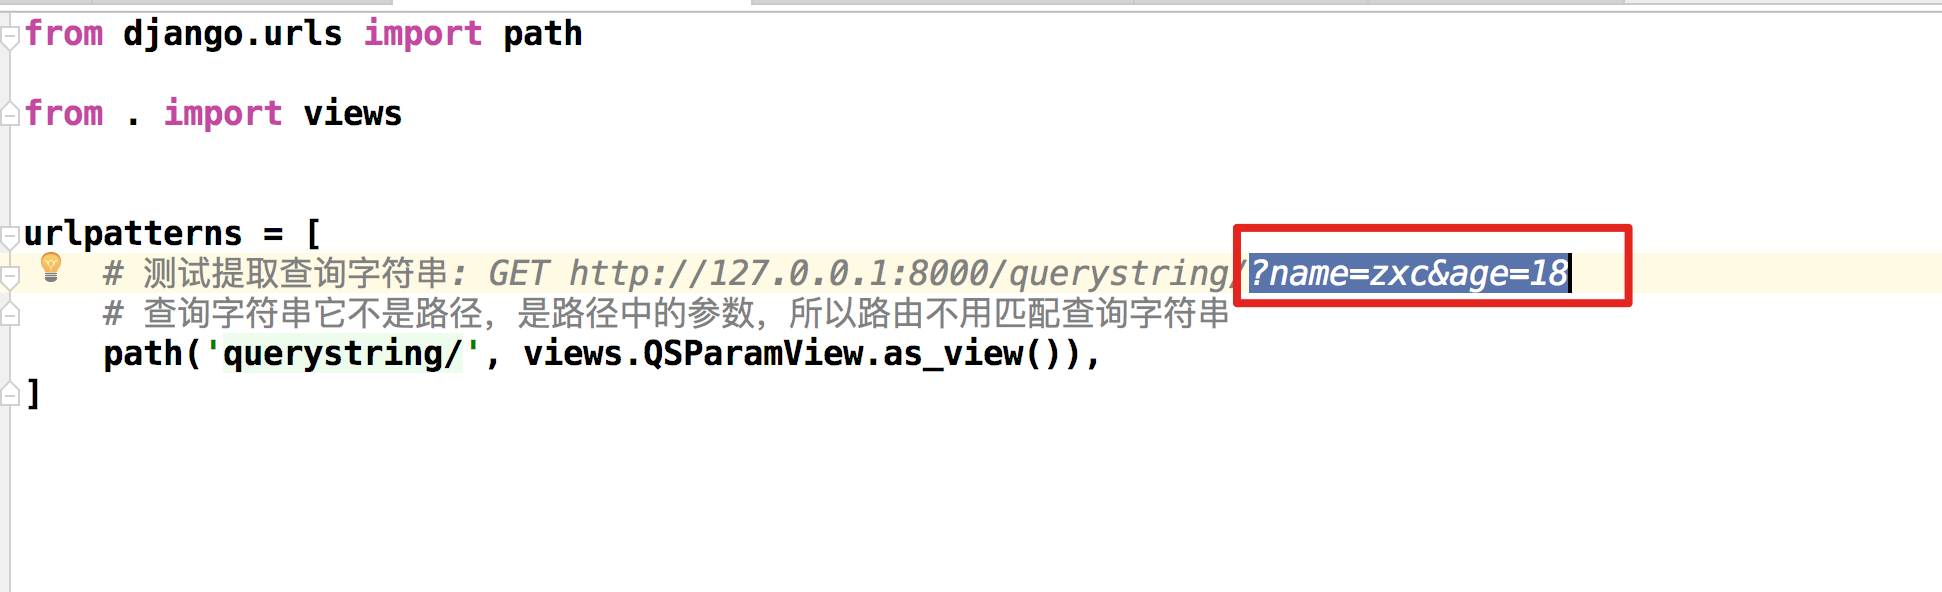 from django.urls import path
from . import views
urlpatterns = [
# 测试提取查询字符串: GET http://127.0.0.1:8000/querystring/?name=zxc&age=18
# 查询字符串它不是路径，是路径中的参数，所以路由不用匹配查询字符串
path('querystring/', views.QSParamView.as_view()),
]